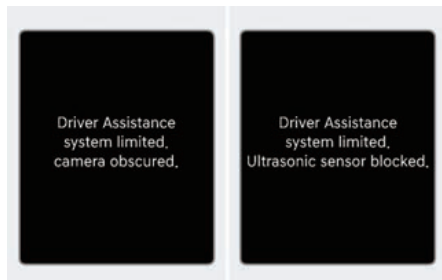 Driver Assistance
system limited.
camera obscured.
Driver Assistance
system limited.
Ultrasonic sensor blocked.